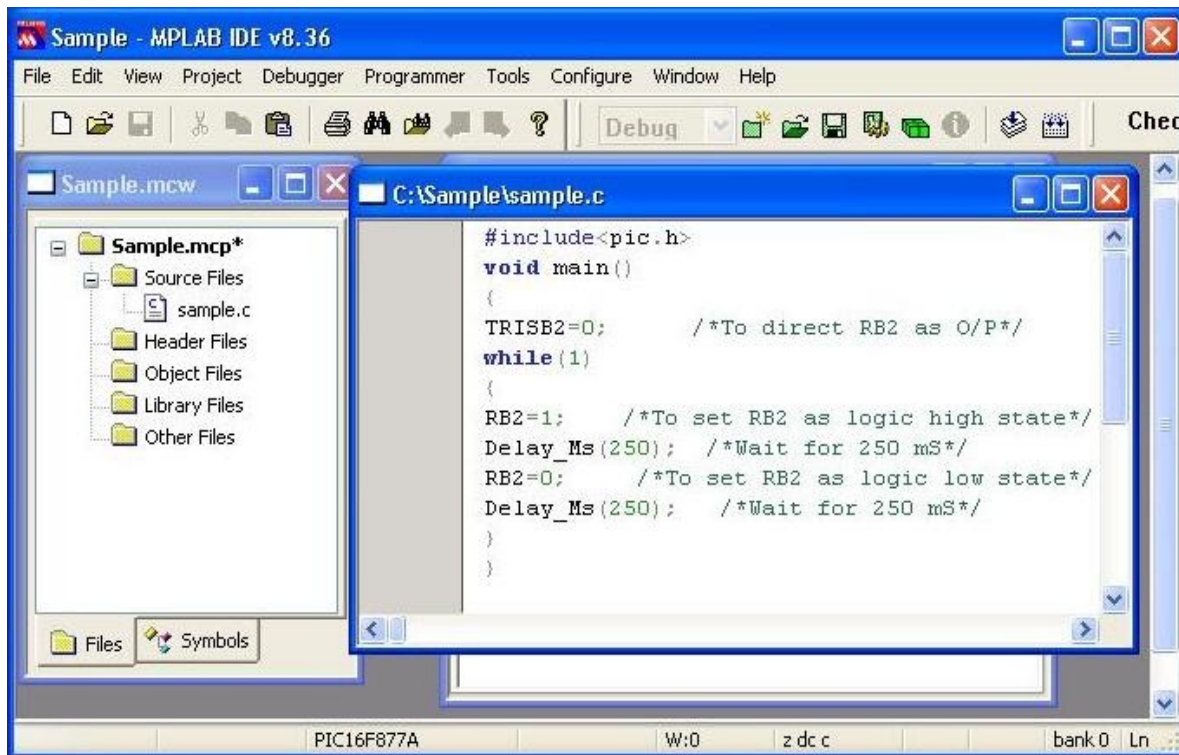 Sample - MPLAB IDE v8.36
File Edit View Project Debugger Programmer Tools Configure Window Help
Debug
Chec
Sample.mcw
Sample.mcp*
Source Files
sample.c
Header Files
Object Files
Library Files
Other Files
Files Symbols
C:\Sample\sample.c
#include<pic.h>
void main()
{
TRISB2=0; /*To direct RB2 as O/P*/
while(1)
{
RB2=1; /*To set RB2 as logic high state*/
Delay_Ms(250); /*Wait for 250 mS*/
RB2=0; /*To set RB2 as logic low state*/
Delay_Ms(250); /*Wait for 250 mS*/
}
}
PIC16F877A W:0 z dc c bank 0 Ln